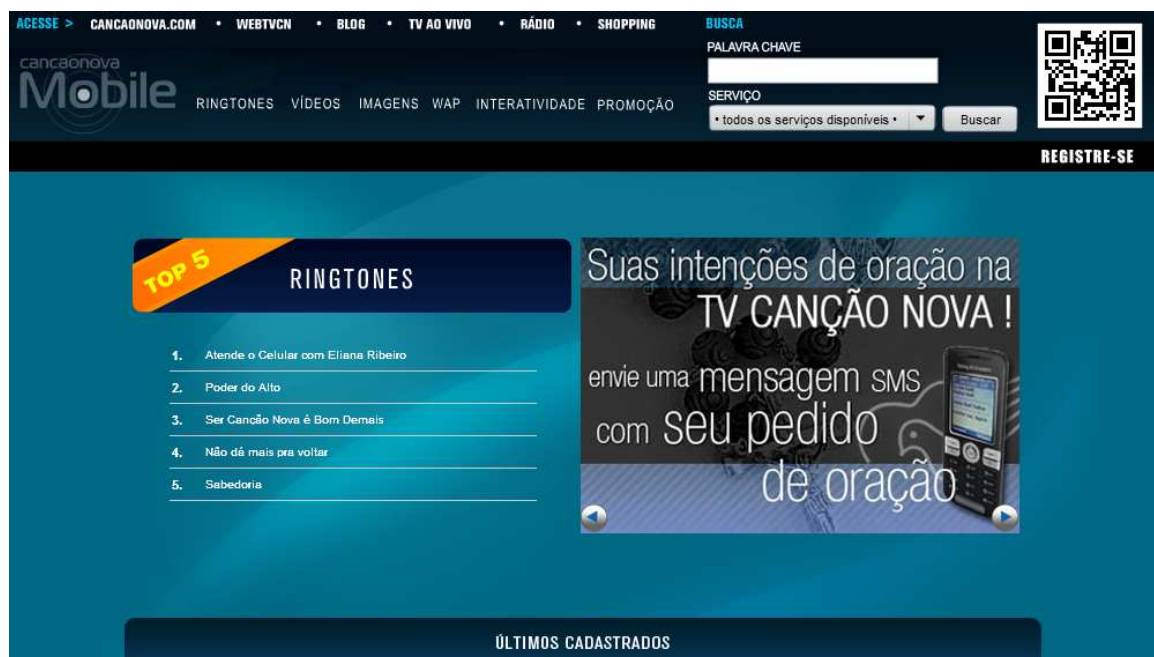 ACESSE > CANCAONOVA.COM • WEBTVCN • BLOG • TV AO VIVO • RÁDIO • SHOPPING
BUSCA
PALAVRA CHAVE
cancaonova
Mobile
RINGTONES VÍDEOS IMAGENS WAP INTERATIVIDADE PROMOÇÃO
SERVIÇO
• todos os serviços disponíveis •
Buscar
REGISTRE-SE
TOP 5
RINGTONES
1. Atende o Celular com Eliana Ribeiro
2. Poder do Alto
3. Ser Canção Nova é Bom Demais
4. Não dá mais pra voltar
5. Sabedoria
Suas intenções de oração na
TV CANÇÃO NOVA !
envie uma mensagem SMS
com seu pedido
de oração
ÚLTIMOS CADASTRADOS